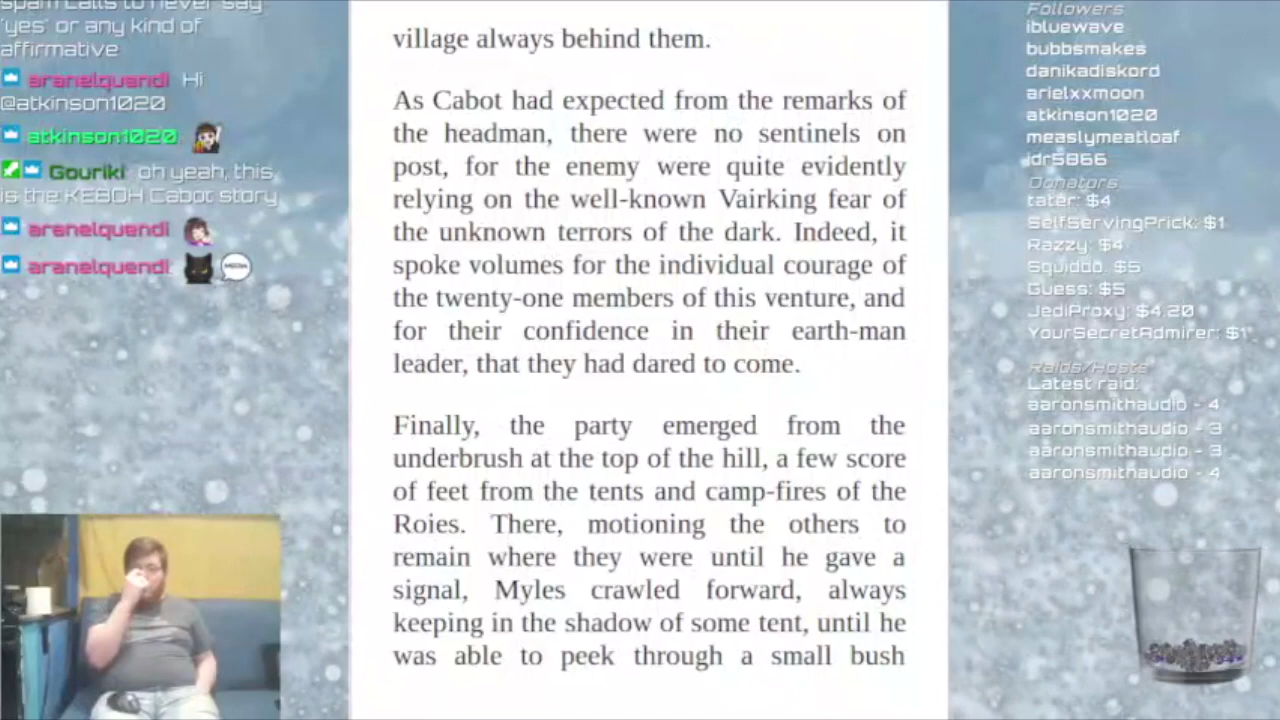 spam calls to never say
'yes' or any kind of
affirmative
aranelquendi Hi
@atkinson1020
atkinson1020
Gouriki oh yeah, this
is the KEBOH Cabot story
aranelquendi
aranelquendi
village always behind them.
As Cabot had expected from the remarks of
the headman, there were no sentinels on
post, for the enemy were quite evidently
relying on the well-known Vairking fear of
the unknown terrors of the dark. Indeed, it
spoke volumes for the individual courage of
the twenty-one members of this venture, and
for their confidence in their earth-man
leader, that they had dared to come.
Finally, the party emerged from the
underbrush at the top of the hill, a few score
of feet from the tents and camp-fires of the
Roies. There, motioning the others to
remain where they were until he gave a
signal, Myles crawled forward, always
keeping in the shadow of some tent, until he
was able to peek through a small bush
Followers
ibluewave
bubbsmakes
danikadiskord
arielxxmoon
atkinson1020
measlymeatloaf
jdr5866
Donators
tater: $4
SelfServingPrick: $1
Razzy: $4
Squiddo: $5
Guess: $5
JediProxy: $4.20
YourSecretAdmirer: $1
Raids/Hosts
Latest raid:
aaronsmithaudio - 4
aaronsmithaudio - 3
aaronsmithaudio - 3
aaronsmithaudio - 4